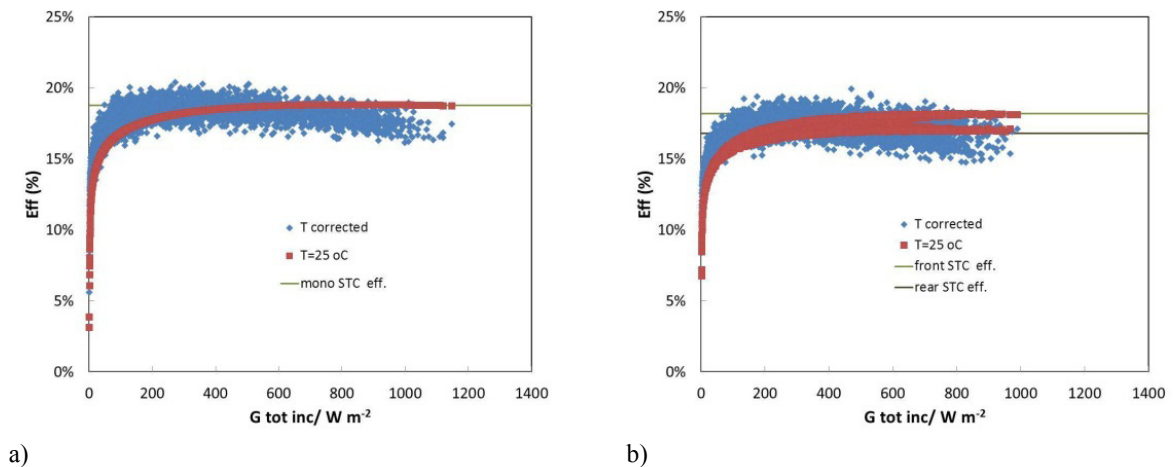 25%
20%
15%
10%
5%
0%
Eff (%)
T corrected
T=25 oC
mono STC eff.
0 200 400 600 800 1000 1200 1400
G tot inc/ W m-2
a)
25%
20%
15%
10%
5%
0%
Eff (%)
T corrected
T=25 oC
front STC eff.
rear STC eff.
0 200 400 600 800 1000 1200 1400
G tot inc/ W m-2
b)